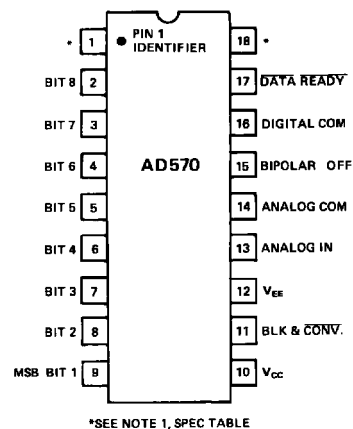 * 1 PIN 1 18 *
IDENTIFIER
BIT 8 2 17 DATA READY
BIT 7 3 16 DIGITAL COM
BIT 6 4 AD570 15 BIPOLAR OFF
BIT 5 5 14 ANALOG COM
BIT 4 6 13 ANALOG IN
BIT 3 7 12 VEE
BIT 2 8 11 BLK & CONV.
MSB BIT 1 9 10 VCC
*SEE NOTE 1, SPEC TABLE